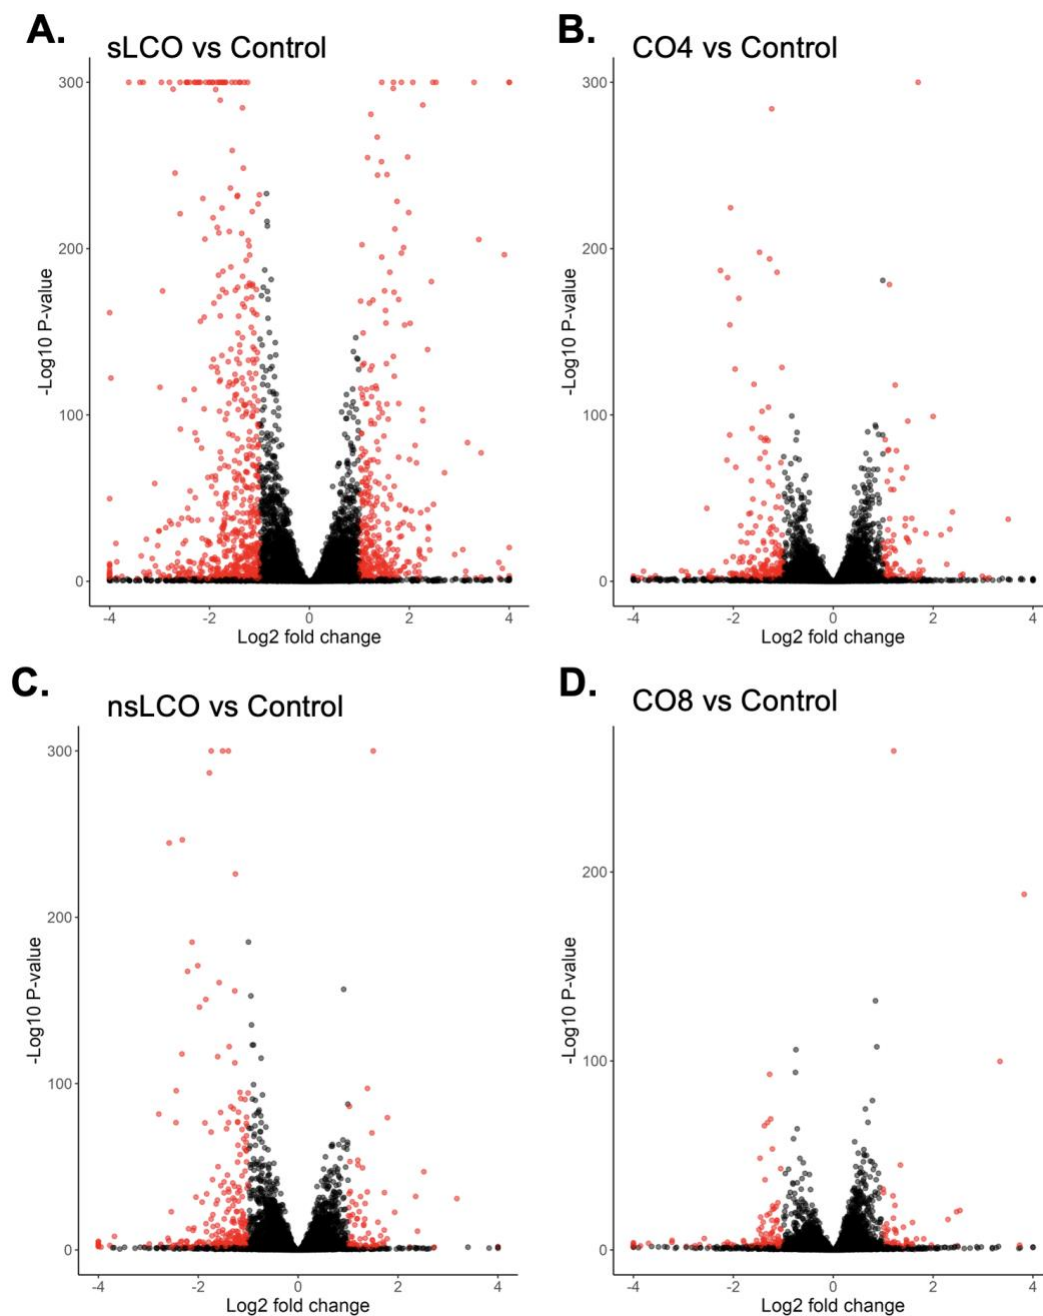 A.
sLCO vs Control
300
200
100
0
-Log10 P-value
-4 -2 0 2 4
Log2 fold change
B.
CO4 vs Control
300
200
100
0
-Log10 P-value
-4 -2 0 2 4
Log2 fold change
C.
nsLCO vs Control
300
200
100
0
-Log10 P-value
-4 -2 0 2 4
Log2 fold change
D.
CO8 vs Control
200
100
0
-Log10 P-value
-4 -2 0 2 4
Log2 fold change